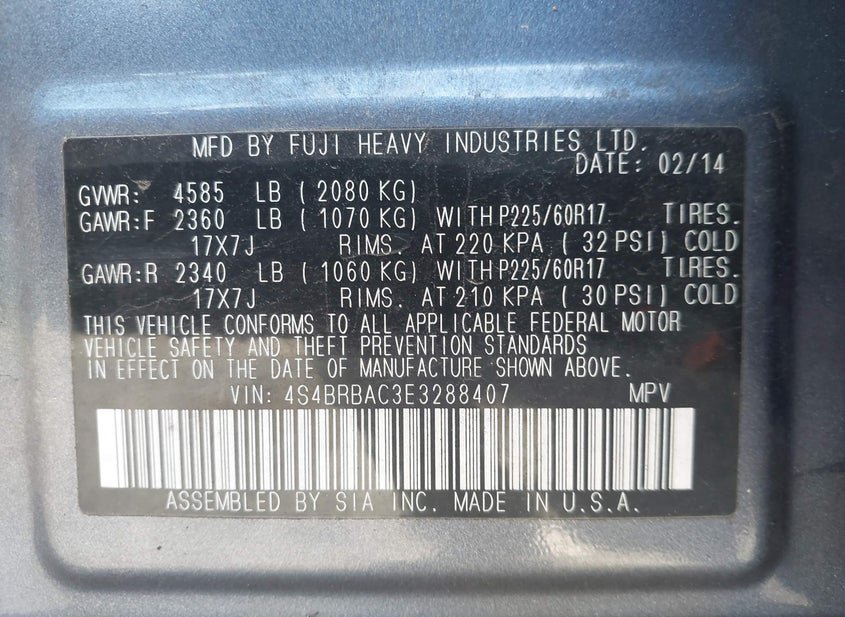 MFD BY FUJI HEAVY INDUSTRIES LTD.
DATE: 02/14
GVWR: 4585 LB ( 2080 KG)
GAWR:F 2360 LB ( 1070 KG) WITH P225/60R17 TIRES.
17X7J RIMS. AT 220 KPA ( 32 PSI) COLD
GAWR:R 2340 LB ( 1060 KG) WITH P225/60R17 TIRES.
17X7J RIMS. AT 210 KPA ( 30 PSI) COLD
THIS VEHICLE CONFORMS TO ALL APPLICABLE FEDERAL MOTOR
VEHICLE SAFETY AND THEFT PREVENTION STANDARDS
IN EFFECT ON THE DATE OF MANUFACTURE SHOWN ABOVE.
VIN: 4S4BRBAC3E3288407 MPV
ASSEMBLED BY SIA INC. MADE IN U.S.A.